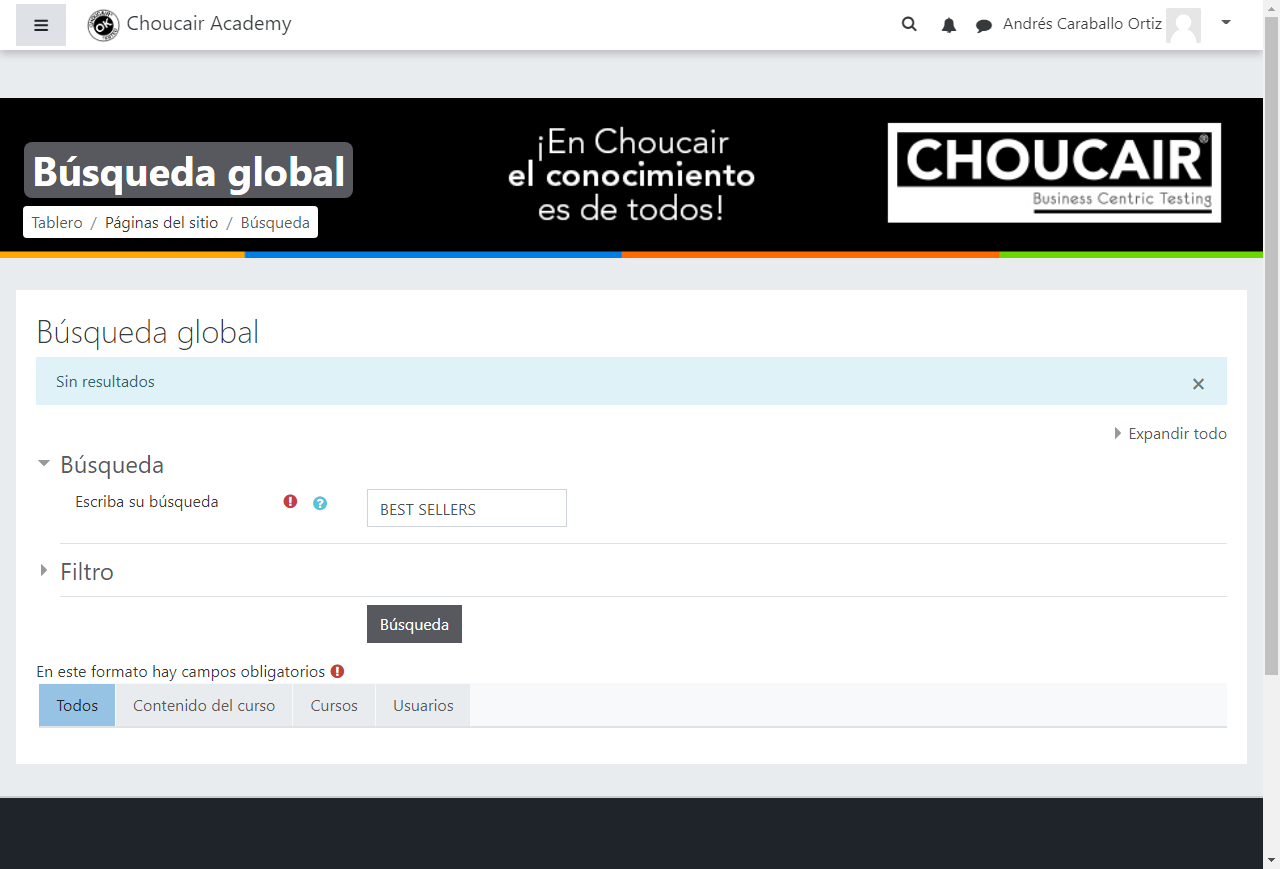 Choucair Academy
Andrés Caraballo Ortiz
Búsqueda global
Tablero / Páginas del sitio / Búsqueda
¡En Choucair
el conocimiento
es de todos!
CHOUCAIR®
Business Centric Testing
Búsqueda global
Sin resultados
×
Expandir todo
Búsqueda
Escriba su búsqueda
BEST SELLERS
Filtro
Búsqueda
En este formato hay campos obligatorios
Todos
Contenido del curso
Cursos
Usuarios